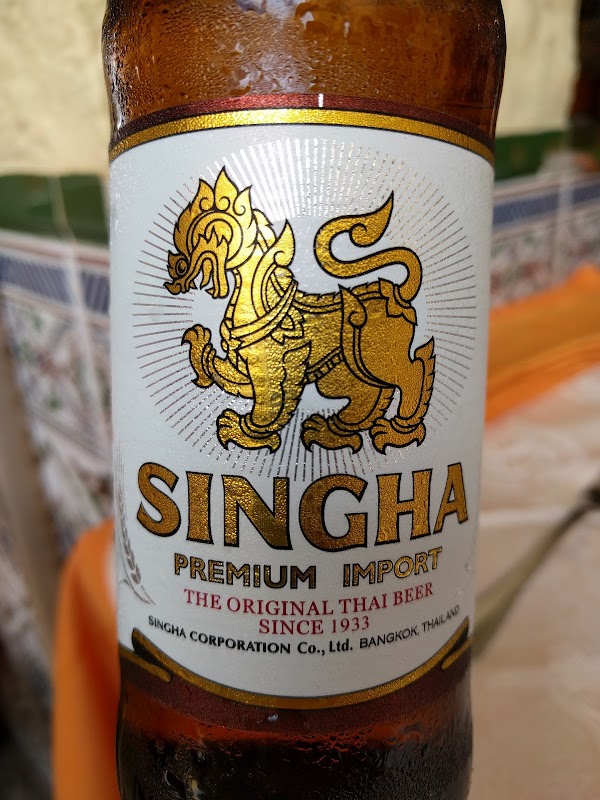 SINGHA
PREMIUM IMPORT
THE ORIGINAL THAI BEER
SINCE 1933
SINGHA CORPORATION Co., Ltd. BANGKOK, THAILAND